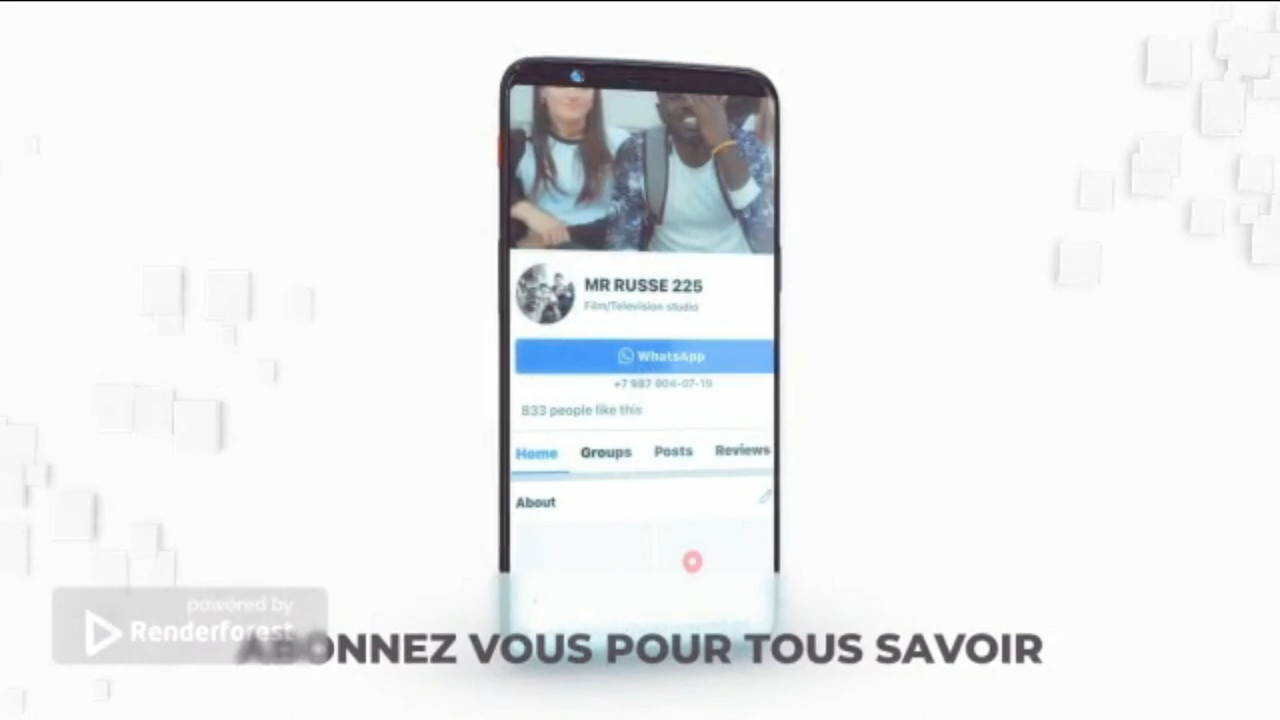 MR RUSSE 225
Film/Television studio
WhatsApp
+7 987 904-07-19
833 people like this
Home Groups Posts Reviews
About
powered by
Renderforest
ABONNEZ VOUS POUR TOUS SAVOIR